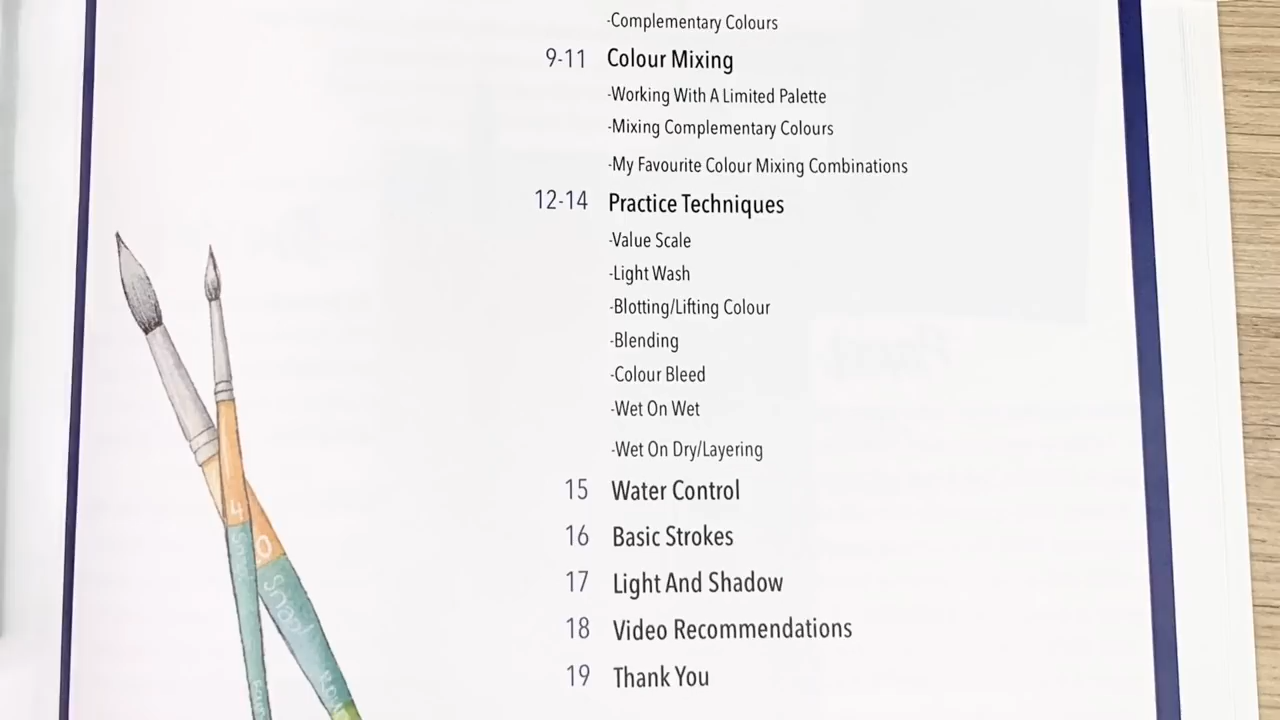 -Complementary Colours
9-11 Colour Mixing
-Working With A Limited Palette
-Mixing Complementary Colours
-My Favourite Colour Mixing Combinations
12-14 Practice Techniques
-Value Scale
-Light Wash
-Blotting/Lifting Colour
-Blending
-Colour Bleed
-Wet On Wet
-Wet On Dry/Layering
15 Water Control
16 Basic Strokes
17 Light And Shadow
18 Video Recommendations
19 Thank You
4
0